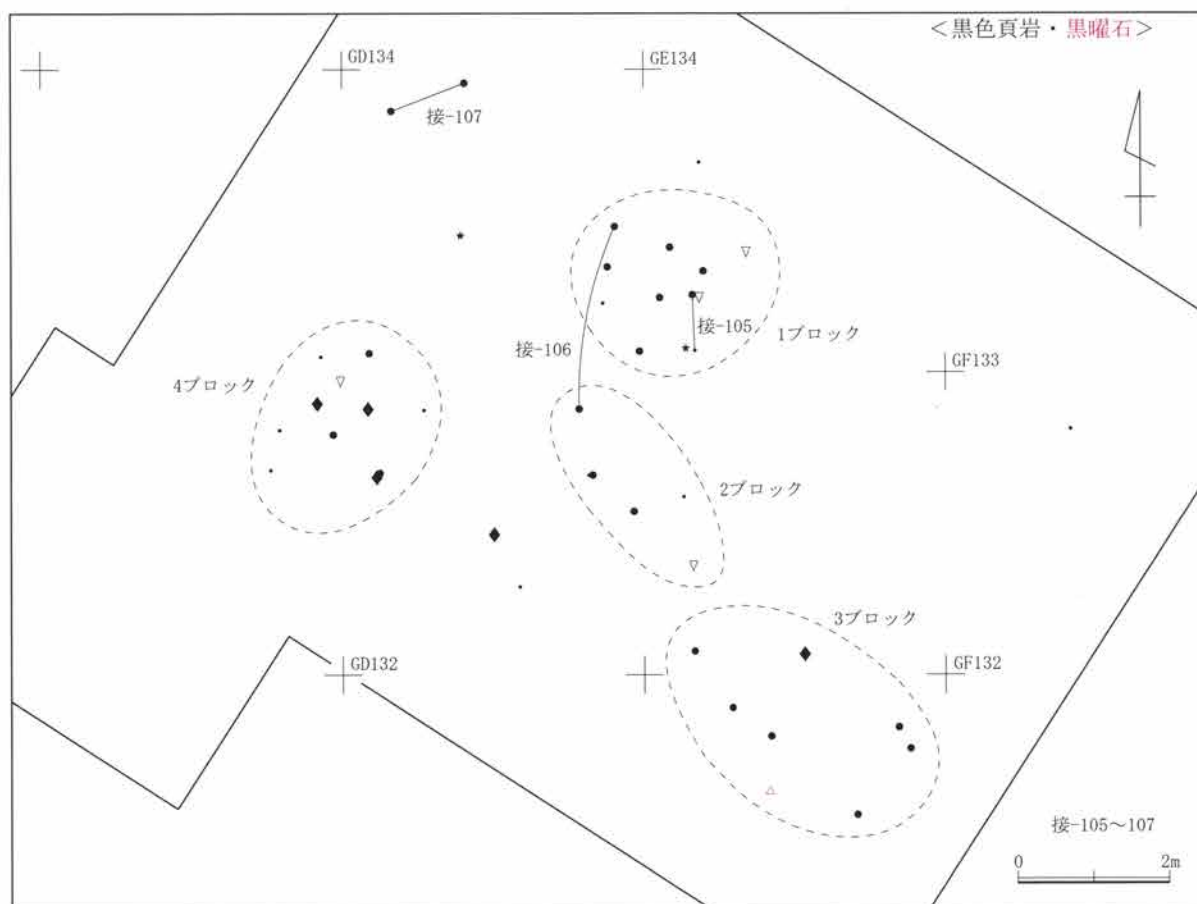 <黒色頁岩・黒曜石>
GD134
GE134
接-107
接-106
接-105
1ブロック
GF133
4ブロック
2ブロック
3ブロック
GD132
GF132
接-105～107
0 2m